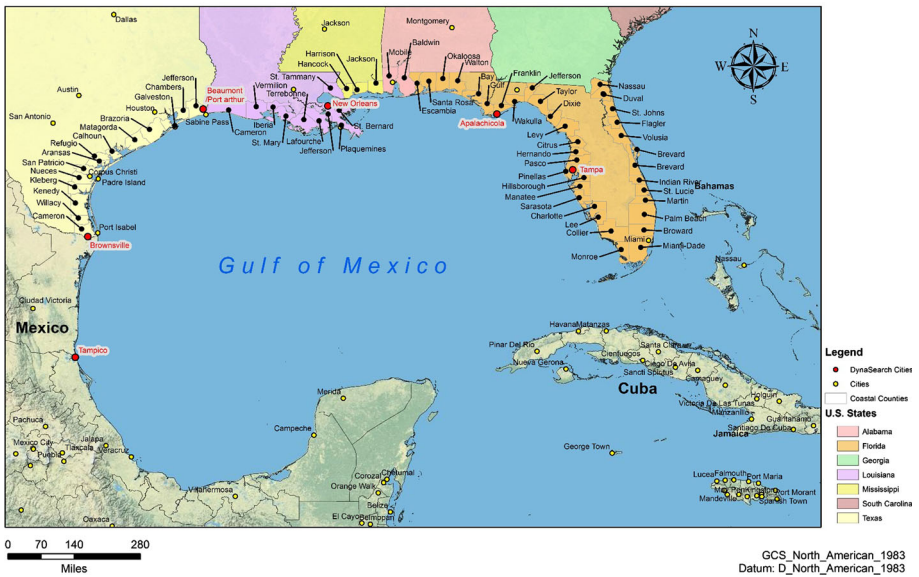 Dallas
Jackson
Montgomery
Austin
San Antonio
Houston
Jefferson
Chambers
Galveston
Brazoria
Matagorda
Calhoun
Refugio
Aransas
San Patricio
Nueces
Kleberg
Kenedy
Willacy
Cameron
Corpus Christi
Padre Island
Port Isabel
Brownsville
Beaumont
/Port arthur
Sabine Pass
Cameron
Vermilion
Iberia
St. Mary
Terrebonne
Lafourche
Jefferson
St. Tammany
New Orleans
St. Bernard
Plaquemines
Hancock
Harrison
Jackson
Mobile
Baldwin
Escambia
Santa Rosa
Okaloosa
Walton
Bay
Gulf
Franklin
Apalachicola
Wakulla
Jefferson
Taylor
Dixie
Levy
Citrus
Hernando
Pasco
Pinellas
Tampa
Hillsborough
Manatee
Sarasota
Charlotte
Lee
Collier
Monroe
Nassau
Duval
St. Johns
Flagler
Volusia
Brevard
Brevard
Indian River
St. Lucie
Martin
Palm Beach
Broward
Miami
Miami-Dade
Bahamas
Nassau
N
W
E
S
Gulf of Mexico
Ciudad Victoria
Mexico
Tampico
Pachuca
Mexico City
Puebla
Tlaxcala
Jalapa
Veracruz
Oaxaca
Villahermosa
Campeche
Merida
Chetumal
Corozal
Orange Walk
Belize
El Cayo
Belmopan
Havana
Matanzas
Pinar Del Rio
Nueva Gerona
Cienfuegos
Santa Clara
Sancti Spiritus
Ciego De Avila
Camaguey
Cuba
Victoria De Las Tunas
Holguin
Manzanillo
Guantanamo
Santiago De Cuba
Jamaica
George Town
Lucea
Falmouth
Port Maria
May Pen
Kingston
Mandeville
Port Morant
Spanish Town
Legend
DynaSearch Cities
Cities
Coastal Counties
U.S. States
Alabama
Florida
Georgia
Louisiana
Mississippi
South Carolina
Texas
0 70 140 280
Miles
GCS_North_American_1983
Datum: D_North_American_1983